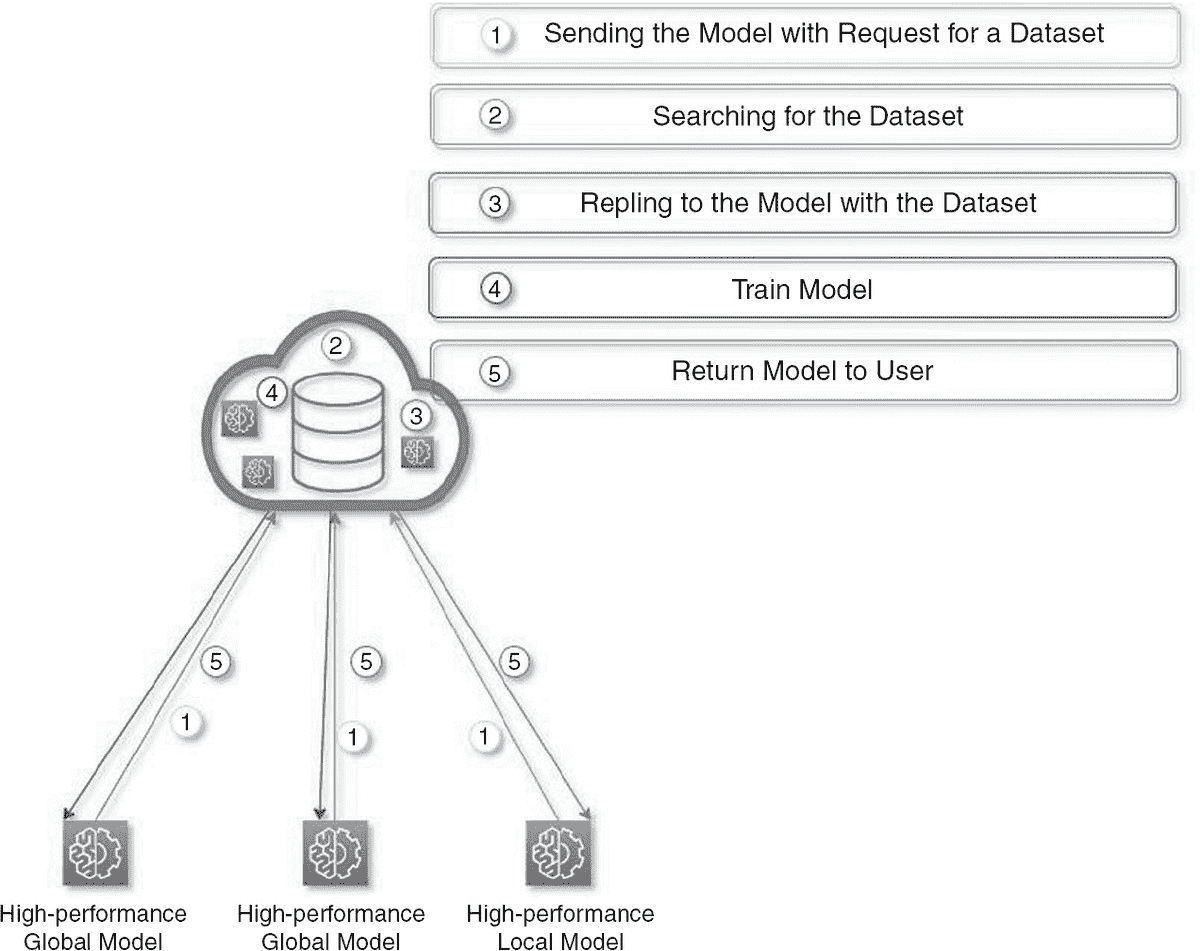 1 Sending the Model with Request for a Dataset
2 Searching for the Dataset
3 Repling to the Model with the Dataset
4 Train Model
5 Return Model to User
2
4
3
5
5
5
1
1
1
High-performance
Global Model
High-performance
Global Model
High-performance
Local Model